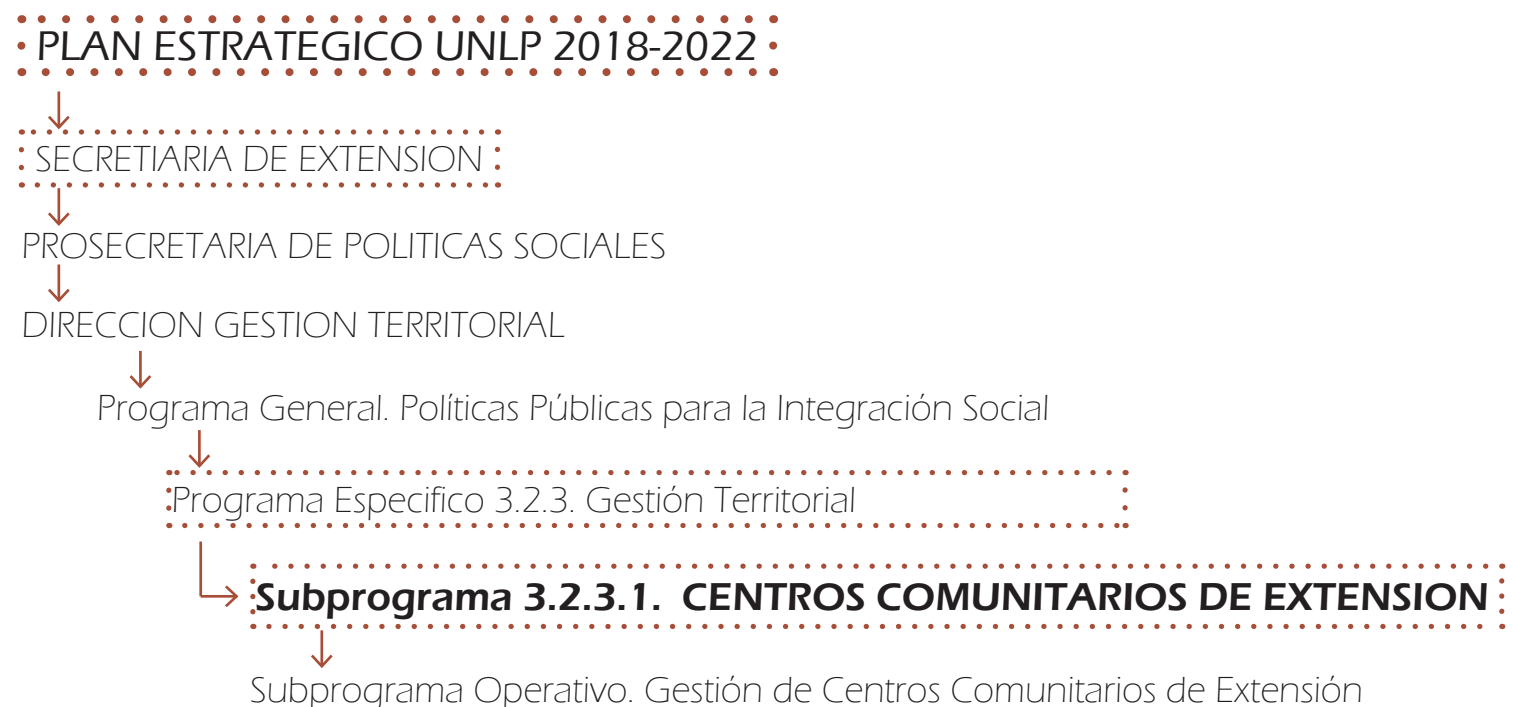 PLAN ESTRATEGICO UNLP 2018-2022
SECRETIARIA DE EXTENSION
PROSECRETARIA DE POLITICAS SOCIALES
DIRECCION GESTION TERRITORIAL
Programa General. Políticas Públicas para la Integración Social
Programa Especifico 3.2.3. Gestión Territorial
Subprograma 3.2.3.1. CENTROS COMUNITARIOS DE EXTENSION
Subprograma Operativo. Gestión de Centros Comunitarios de Extensión